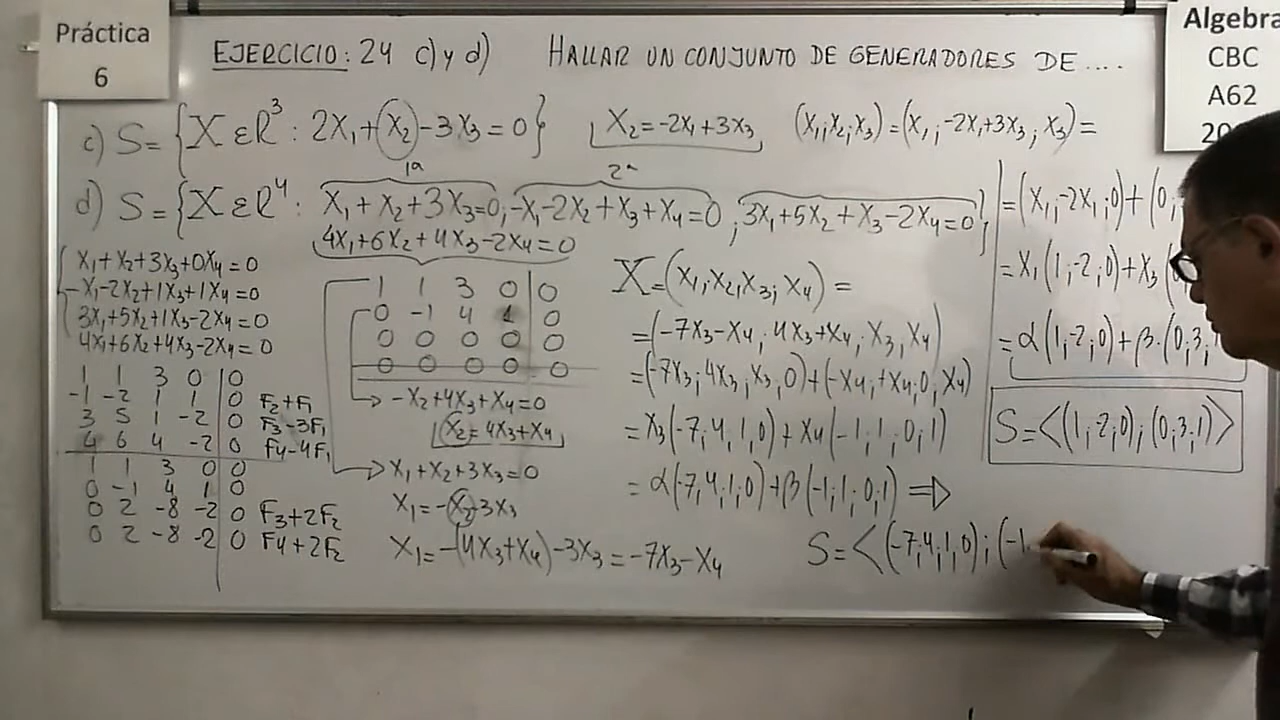 Práctica
6
EJERCICIO: 24 c) y d) HALLAR UN CONJUNTO DE GENERADORES DE ....
Algebra
CBC
A62
c) S = {X ∈ R³ : 2X₁ + X₂ - 3X₃ = 0} X₂ = -2X₁ + 3X₃ (X₁; X₂; X₃) = (X₁; -2X₁ + 3X₃; X₃) =
= (X₁; -2X₁; 0) + (0;
= X₁ (1; -2; 0) + X₃
= α (1; -2; 0) + β · (0; 3; 1
S = <(1; -2; 0); (0; 3; 1)>
1ª 2ª
d) S = {X ∈ R⁴ : X₁ + X₂ + 3X₃ = 0; -X₁ - 2X₂ + X₃ + X₄ = 0; 3X₁ + 5X₂ + X₃ - 2X₄ = 0;
4X₁ + 6X₂ + 4X₃ - 2X₄ = 0}
X₁ + X₂ + 3X₃ + 0X₄ = 0
-X₁ - 2X₂ + 1X₃ + 1X₄ = 0
3X₁ + 5X₂ + 1X₃ - 2X₄ = 0
4X₁ + 6X₂ + 4X₃ - 2X₄ = 0
1 1 3 0 | 0
-1 -2 1 1 | 0 F₂ + F₁
3 5 1 -2 | 0 F₃ - 3F₁
4 6 4 -2 | 0 F₄ - 4F₁
1 1 3 0 | 0
0 -1 4 1 | 0
0 2 -8 -2 | 0 F₃ + 2F₂
0 2 -8 -2 | 0 F₄ + 2F₂
1 1 3 0 | 0
0 -1 4 1 | 0
0 0 0 0 | 0
0 0 0 0 | 0
→ -X₂ + 4X₃ + X₄ = 0
X₂ = 4X₃ + X₄
→ X₁ + X₂ + 3X₃ = 0
X₁ = -X₂ - 3X₃
X₁ = -(4X₃ + X₄) - 3X₃ = -7X₃ - X₄
X = (X₁; X₂; X₃; X₄) =
= (-7X₃ - X₄; 4X₃ + X₄; X₃; X₄)
= (-7X₃; 4X₃; X₃; 0) + (-X₄; +X₄; 0; X₄)
= X₃ (-7; 4; 1; 0) + X₄ (-1; 1; 0; 1)
= α (-7; 4; 1; 0) + β (-1; 1; 0; 1) ⇒
S = <(-7; 4; 1; 0); (-1